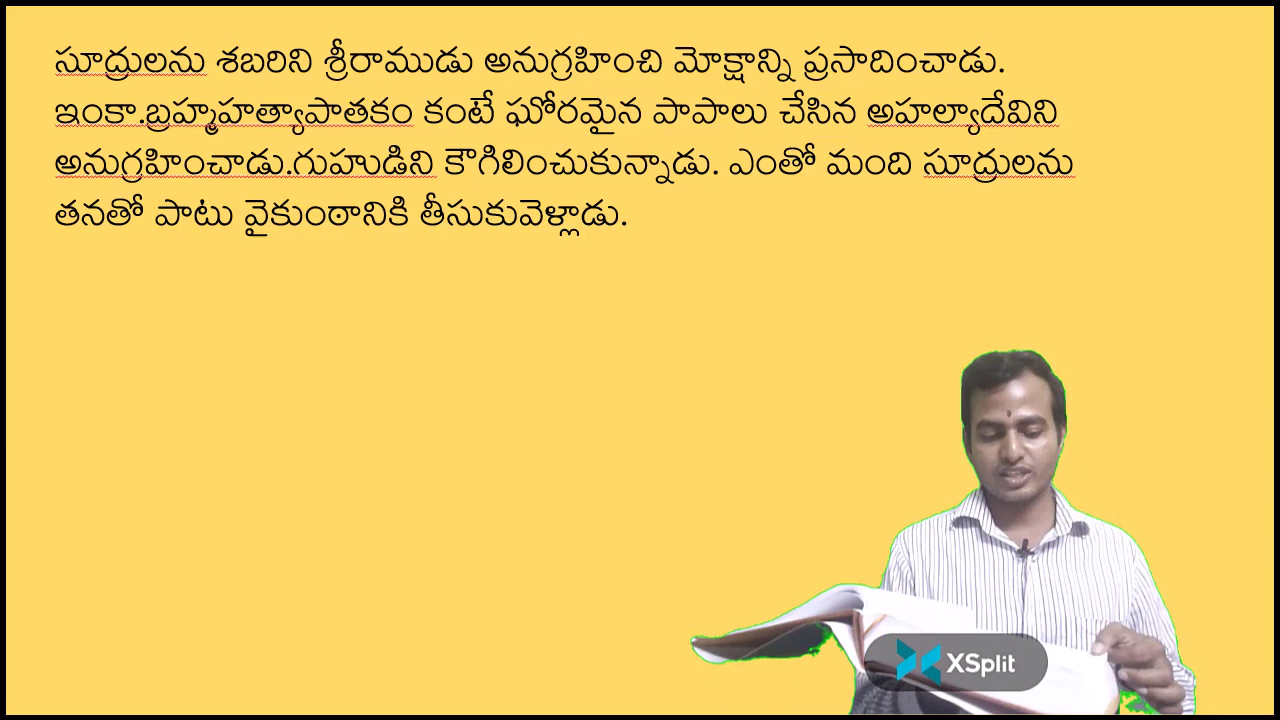 సూద్రులను శబరిని శ్రీరాముడు అనుగ్రహించి మోక్షాన్ని ప్రసాదించాడు.
ఇంకా.బ్రహ్మహత్యాపాతకం కంటే ఘోరమైన పాపాలు చేసిన అహల్యాదేవిని
అనుగ్రహించాడు.గుహుడిని కౌగిలించుకున్నాడు. ఎంతో మంది సూద్రులను
తనతో పాటు వైకుంఠానికి తీసుకువెళ్లాడు.
XSplit